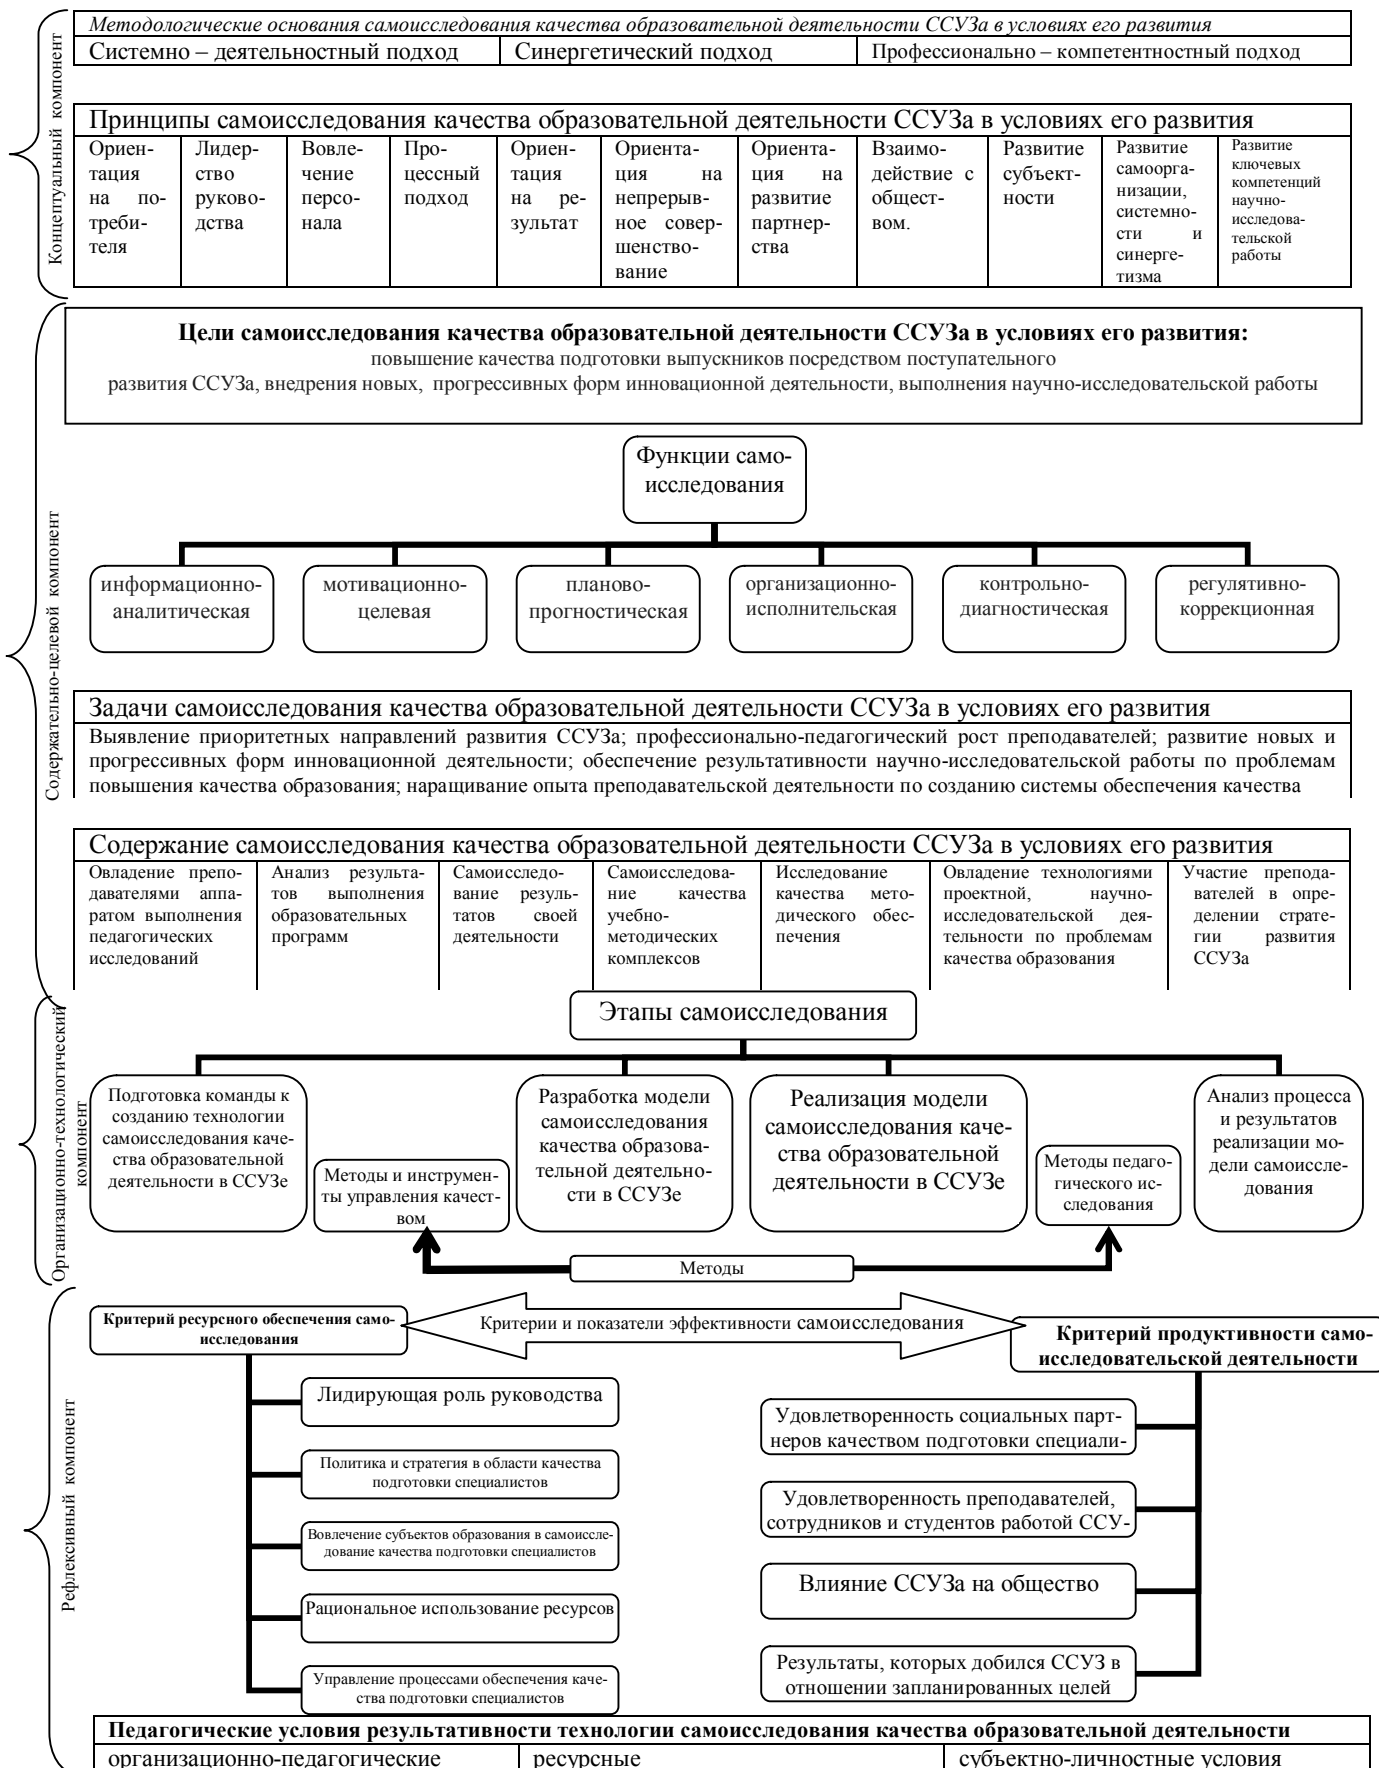 Методологические основания самоисследования качества образовательной деятельности ССУЗа в условиях его развития
Системно – деятельностный подход
Синергетический подход
Профессионально – компетентностный подход
Концептуальный компонент
Принципы самоисследования качества образовательной деятельности ССУЗа в условиях его развития
Ориен-
тация
на по-
треби-
теля
Лидер-
ство
руково-
дства
Вовле-
чение
персо-
нала
Про-
цессный
подход
Ориен-
тация
на ре-
зультат
Ориента-
ция на
непрерыв-
ное совер-
шенство-
вание
Ориента-
ция на
развитие
партнер-
ства
Взаимо-
действие с
общест-
вом.
Развитие
субъект-
ности
Развитие
самоорга-
низации,
системно-
сти и
синерге-
тизма
Развитие
ключевых
компетенций
научно-
исследова-
тельской
работы
Содержательно-целевой компонент
Цели самоисследования качества образовательной деятельности ССУЗа в условиях его развития:
повышение качества подготовки выпускников посредством поступательного
развития ССУЗа, внедрения новых, прогрессивных форм инновационной деятельности, выполнения научно-исследовательской работы
Функции само-
исследования
информационно-
аналитическая
мотивационно-
целевая
планово-
прогностическая
организационно-
исполнительская
контрольно-
диагностическая
регулятивно-
коррекционная
Задачи самоисследования качества образовательной деятельности ССУЗа в условиях его развития
Выявление приоритетных направлений развития ССУЗа; профессионально-педагогический рост преподавателей; развитие новых и
прогрессивных форм инновационной деятельности; обеспечение результативности научно-исследовательской работы по проблемам
повышения качества образования; наращивание опыта преподавательской деятельности по созданию системы обеспечения качества
Содержание самоисследования качества образовательной деятельности ССУЗа в условиях его развития
Овладение препо-
давателями аппа-
ратом выполнения
педагогических
исследований
Анализ результа-
тов выполнения
образовательных
программ
Самоисследо-
вание резуль-
татов своей
деятельности
Самоисследова-
ние качества
учебно-
методических
комплексов
Исследование
качества мето-
дического обес-
печения
Овладение технологиями
проектной, научно-
исследовательской дея-
тельности по проблемам
качества образования
Участие препода-
вателей в опре-
делении страте-
гии развития
ССУЗа
Организационно-технологический
компонент
Этапы самоисследования
Подготовка команды к
созданию технологии
самоисследования каче-
ства образовательной
деятельности в ССУЗе
Методы и инструмен-
ты управления качест-
вом
Разработка модели
самоисследования
качества образова-
тельной деятельно-
сти в ССУЗе
Реализация модели
самоисследования каче-
ства образовательной
деятельности в ССУЗе
Методы педаго-
гического ис-
следования
Анализ процесса
и результатов
реализации мо-
дели самоиссле-
дования
Методы
Рефлексивный компонент
Критерий ресурсного обеспечения само-
исследования
Критерии и показатели эффективности самоисследования
Критерий продуктивности само-
исследовательской деятельности
Лидирующая роль руководства
Политика и стратегия в области качества
подготовки специалистов
Вовлечение субъектов образования в самоиссле-
дование качества подготовки специалистов
Рациональное использование ресурсов
Управление процессами обеспечения каче-
ства подготовки специалистов
Удовлетворенность социальных парт-
неров качеством подготовки специали-
Удовлетворенность преподавателей,
сотрудников и студентов работой ССУ-
Влияние ССУЗа на общество
Результаты, которых добился ССУЗ в
отношении запланированных целей
Педагогические условия результативности технологии самоисследования качества образовательной деятельности
организационно-педагогические
ресурсные
субъектно-личностные условия